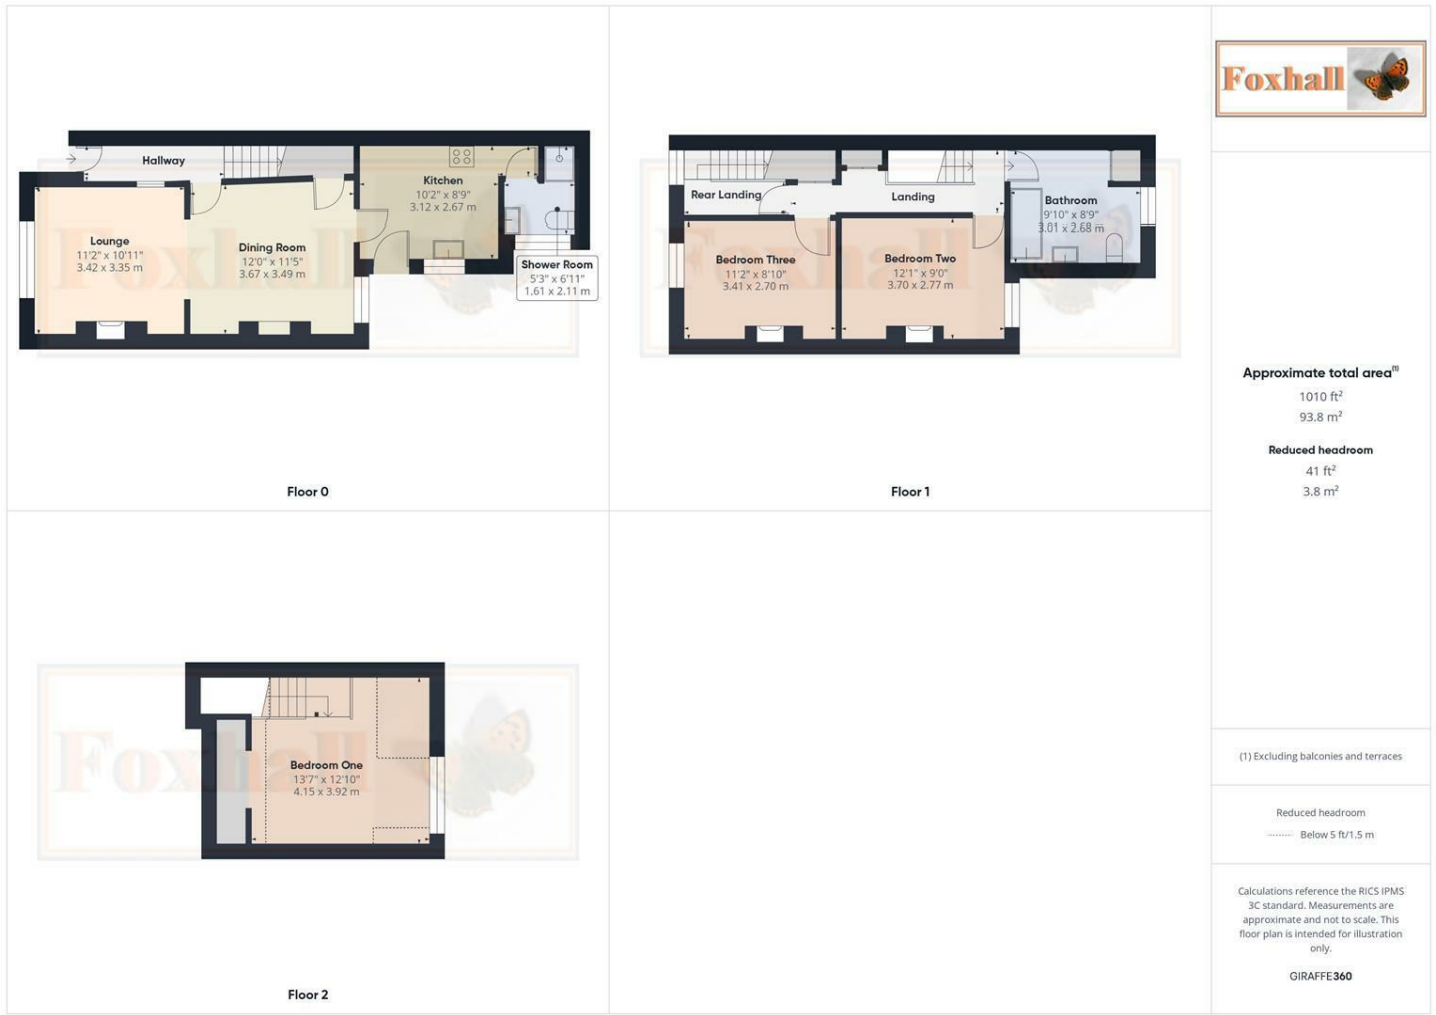 Hallway
Kitchen
10'2" x 8'9"
3.12 x 2.67 m
Lounge
11'2" x 10'11"
3.42 x 3.35 m
Dining Room
12'0" x 11'5"
3.67 x 3.49 m
Shower Room
5'3" x 6'11"
1.61 x 2.11 m
Foxhall
Floor 0
Rear Landing
Landing
Bathroom
9'10" x 8'9"
3.01 x 2.68 m
Bedroom Three
11'2" x 8'10"
3.41 x 2.70 m
Bedroom Two
12'1" x 9'0"
3.70 x 2.77 m
Foxhall
Floor 1
Bedroom One
13'7" x 12'10"
4.15 x 3.92 m
Foxhall
Floor 2
Foxhall
Approximate total area(1)
1010 ft²
93.8 m²
Reduced headroom
41 ft²
3.8 m²
(1) Excluding balconies and terraces
Reduced headroom
Below 5 ft/1.5 m
Calculations reference the RICS IPMS
3C standard. Measurements are
approximate and not to scale. This
floor plan is intended for illustration
only.
GIRAFFE360